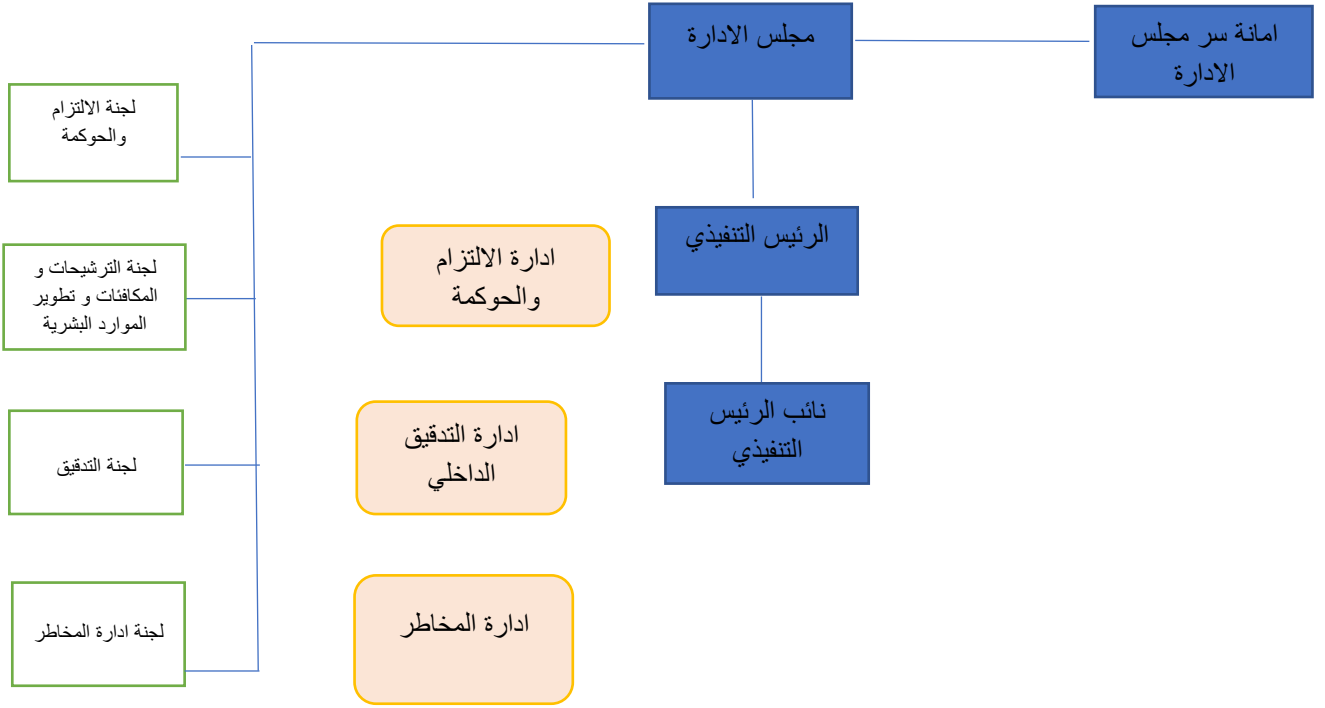 امانة سر مجلس
الادارة
مجلس الادارة
لجنة الالتزام
والحوكمة
الرئيس التنفيذي
ادارة الالتزام
والحوكمة
لجنة الترشيحات و
المكافئات و تطوير
الموارد البشرية
نائب الرئيس
التنفيذي
ادارة التدقيق
الداخلي
لجنة التدقيق
ادارة المخاطر
لجنة ادارة المخاطر